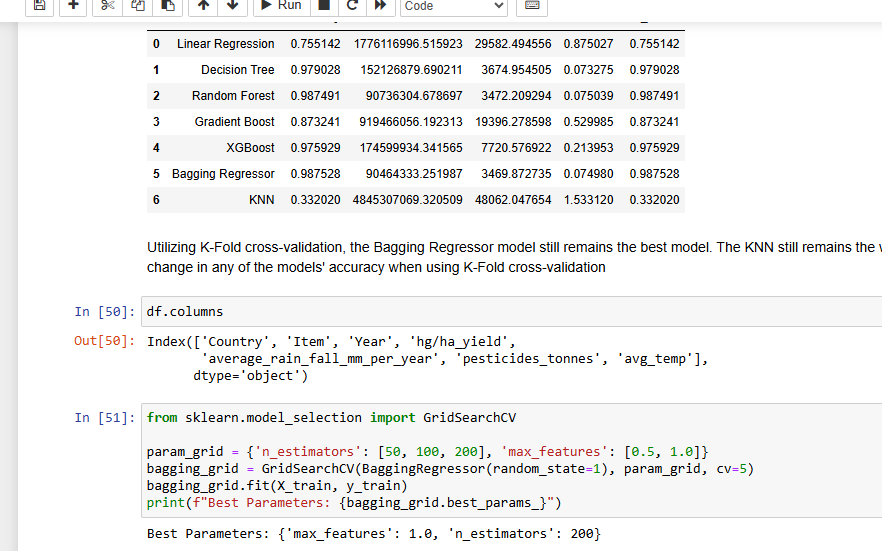 Run Code
0 Linear Regression 0.755142 1776116996.515923 29582.494556 0.875027 0.755142
1 Decision Tree 0.979028 152126879.690211 3674.954505 0.073275 0.979028
2 Random Forest 0.987491 90736304.678697 3472.209294 0.075039 0.987491
3 Gradient Boost 0.873241 919466056.192313 19396.278598 0.529985 0.873241
4 XGBoost 0.975929 174599934.341565 7720.576922 0.213953 0.975929
5 Bagging Regressor 0.987528 90464333.251987 3469.872735 0.074980 0.987528
6 KNN 0.332020 4845307069.320509 48062.047654 1.533120 0.332020
Utilizing K-Fold cross-validation, the Bagging Regressor model still remains the best model. The KNN still remains the
change in any of the models' accuracy when using K-Fold cross-validation
In [50]: df.columns
Out[50]: Index(['Country', 'Item', 'Year', 'hg/ha_yield',
'average_rain_fall_mm_per_year', 'pesticides_tonnes', 'avg_temp'],
dtype='object')
In [51]: from sklearn.model_selection import GridSearchCV
param_grid = {'n_estimators': [50, 100, 200], 'max_features': [0.5, 1.0]}
bagging_grid = GridSearchCV(BaggingRegressor(random_state=1), param_grid, cv=5)
bagging_grid.fit(X_train, y_train)
print(f"Best Parameters: {bagging_grid.best_params_}")
Best Parameters: {'max_features': 1.0, 'n_estimators': 200}